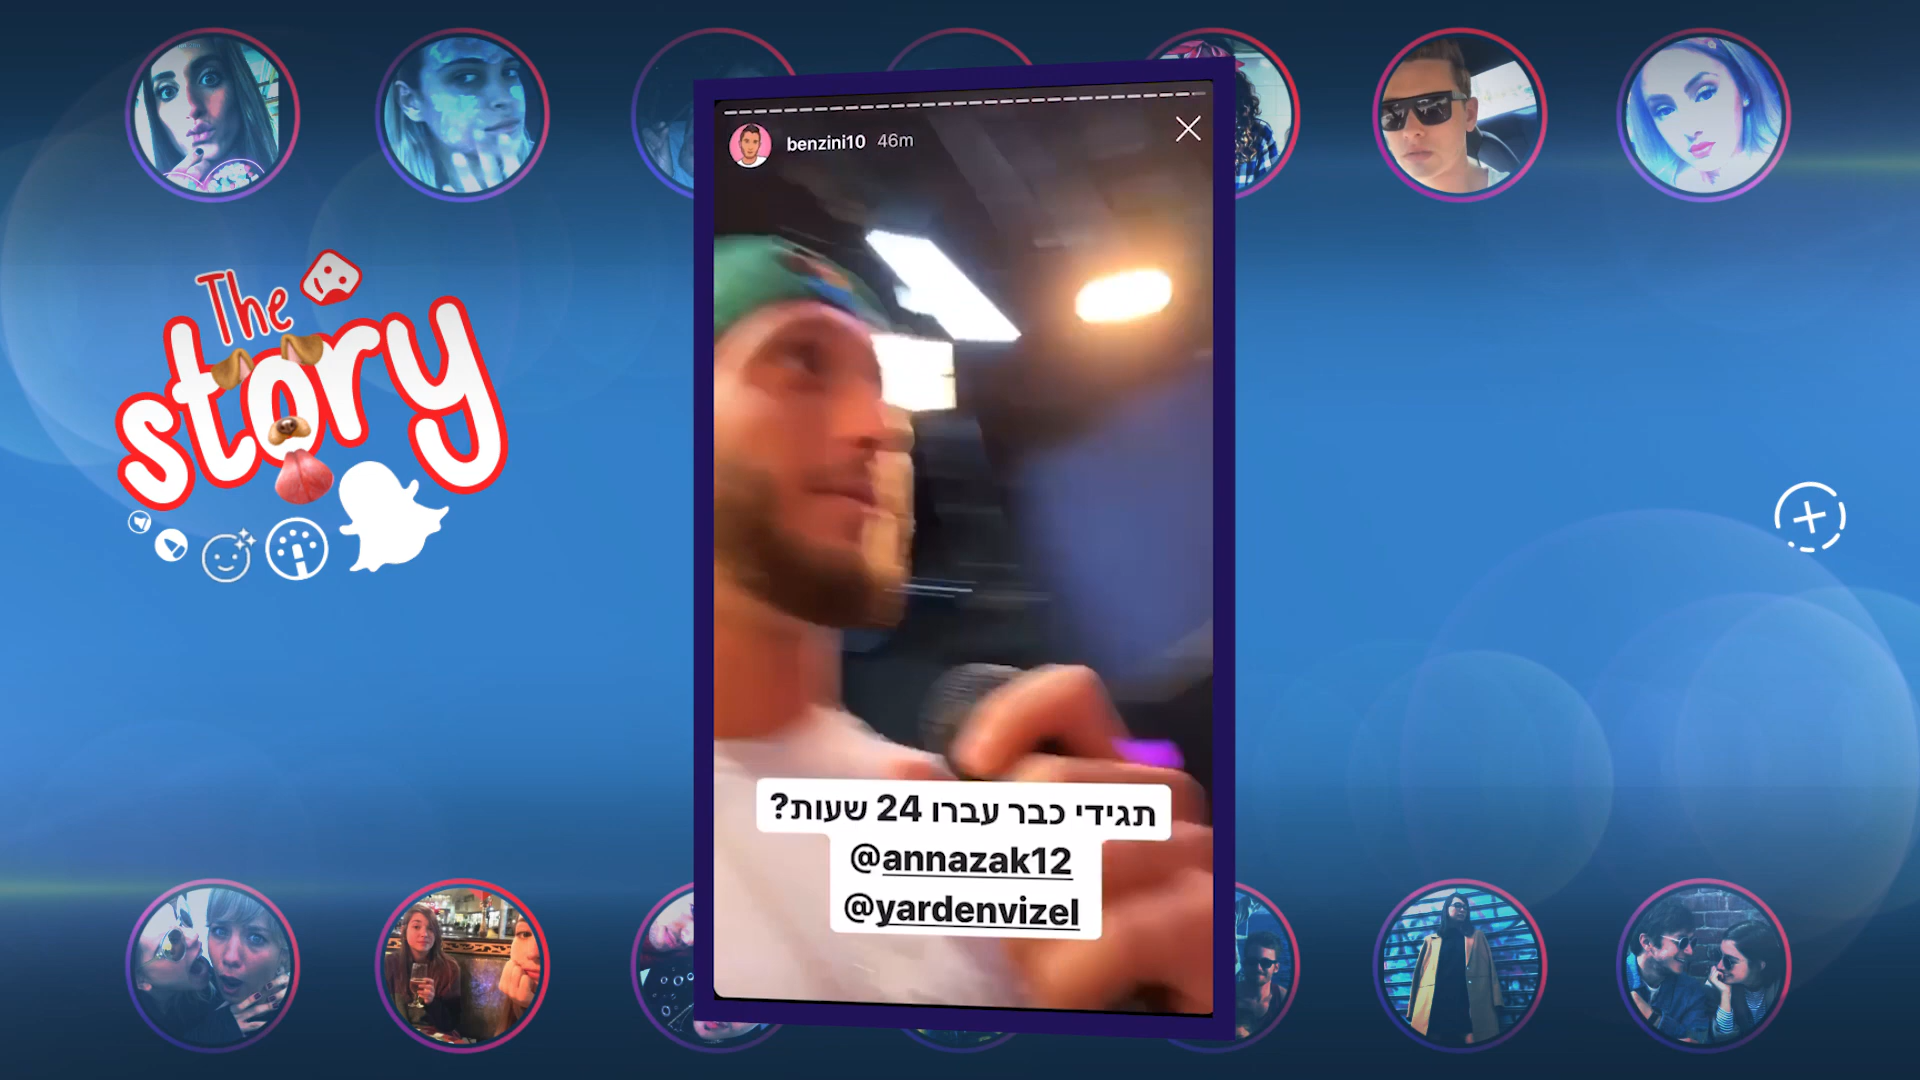 The
story
benzini10 46m
תגידי כבר עברו 24 שעות?
@annazak12
@yardenvizel